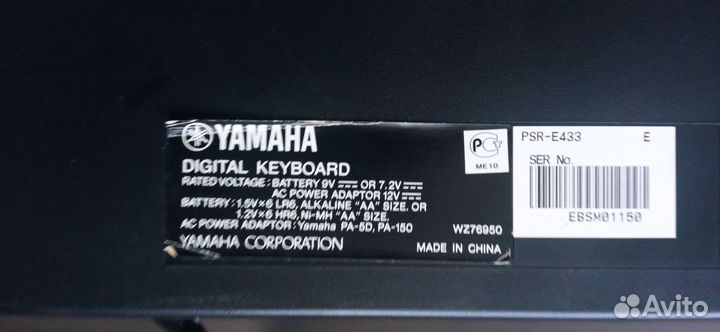 YAMAHA
DIGITAL KEYBOARD
RATED VOLTAGE: BATTERY 9V OR 7.2V
AC POWER ADAPTOR 12V
BATTERY: 1.5V×6 LR6, ALKALINE "AA" SIZE. OR
1.2V×6 HR6, Ni-MH "AA" SIZE.
AC POWER ADAPTOR: Yamaha PA-5D, PA-150
WZ76950
YAMAHA CORPORATION
MADE IN CHINA
РСТ
ME10
PSR-E433 E
SER No.
EBSM01150
Avito